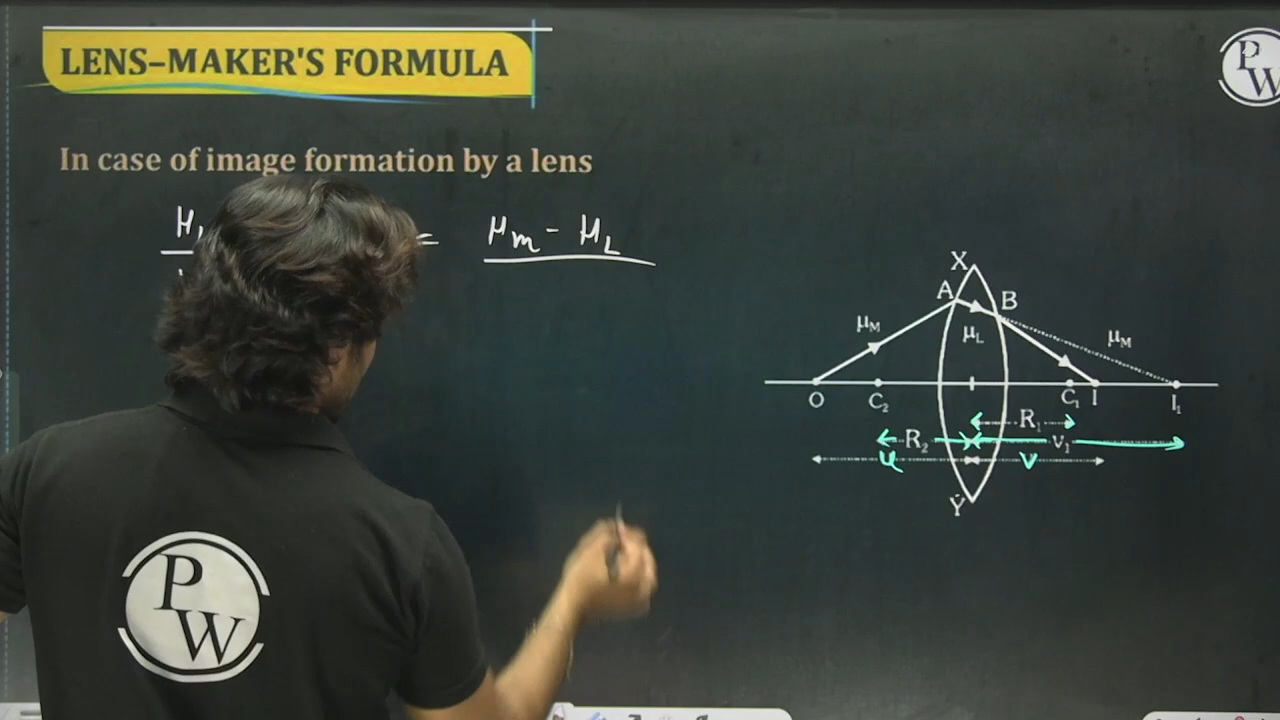 LENS–MAKER'S FORMULA
P
W
In case of image formation by a lens
= μm - μL
X
A
B
μM
μL
μM
O
C₂
C₁
I
I₁
R₁
R₂
v₁
u
v
Y
P
W